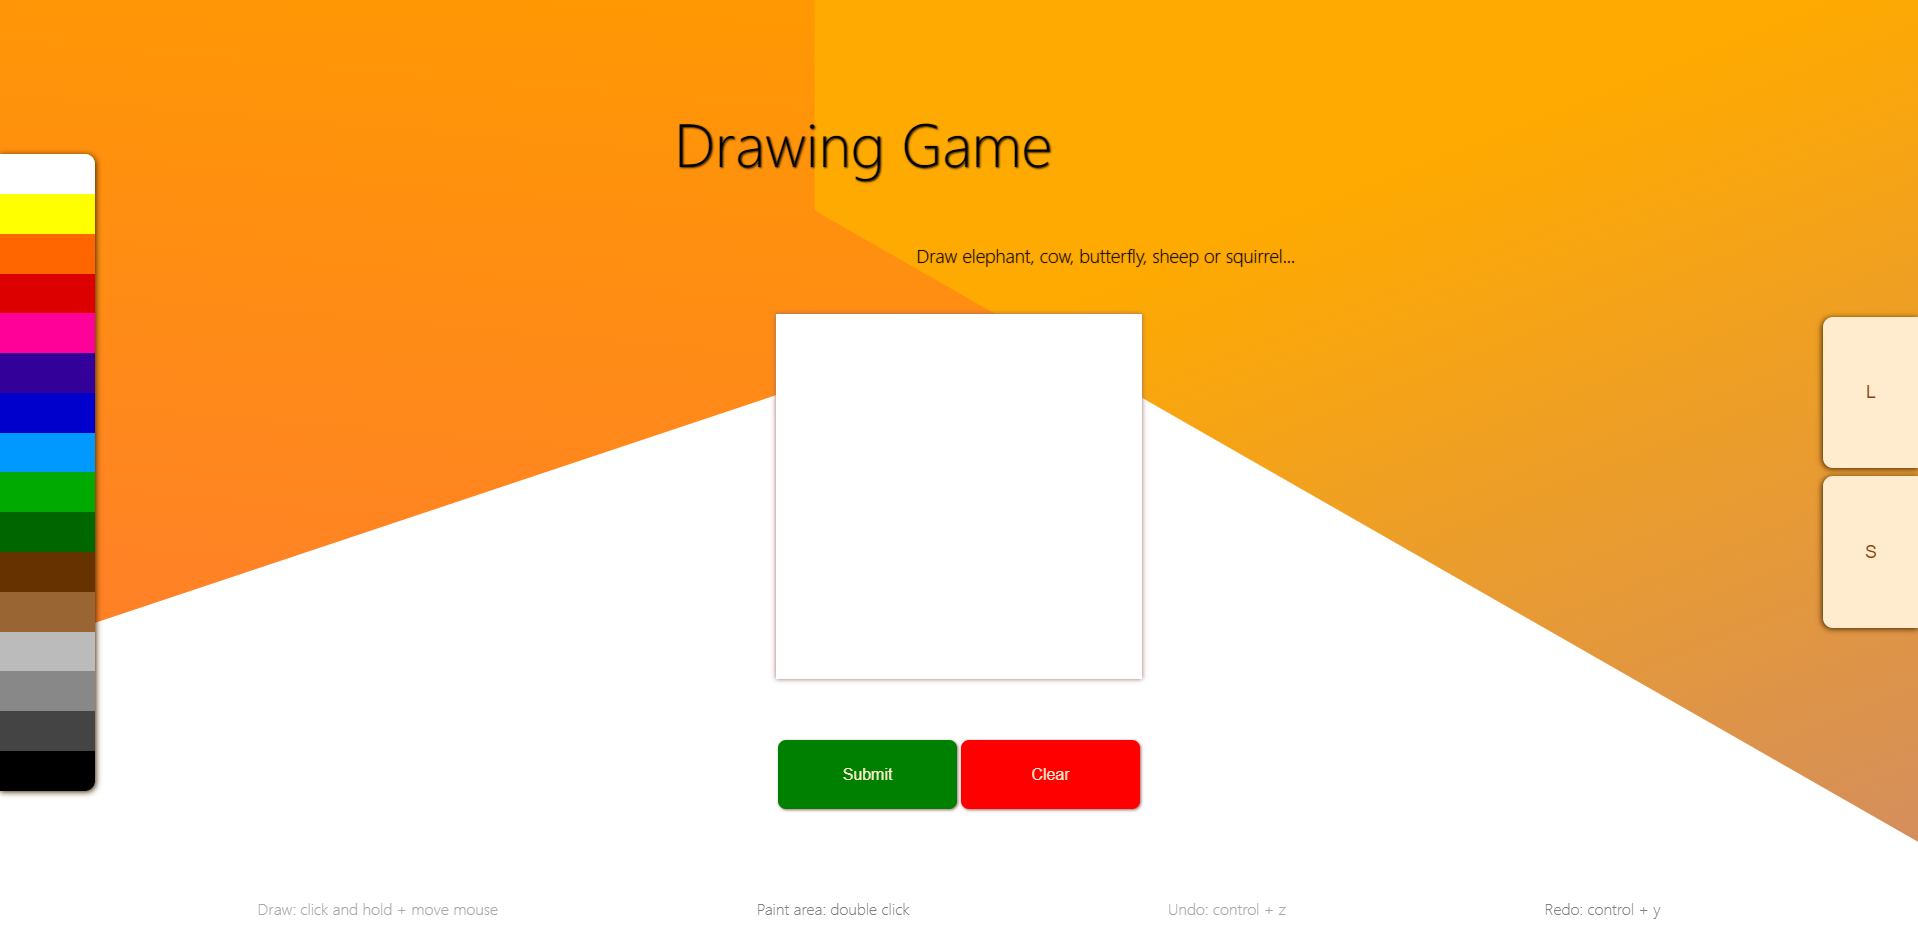 Drawing Game
Draw elephant, cow, butterfly, sheep or squirrel...
L
S
Submit
Clear
Draw: click and hold + move mouse
Paint area: double click
Undo: control + z
Redo: control + y